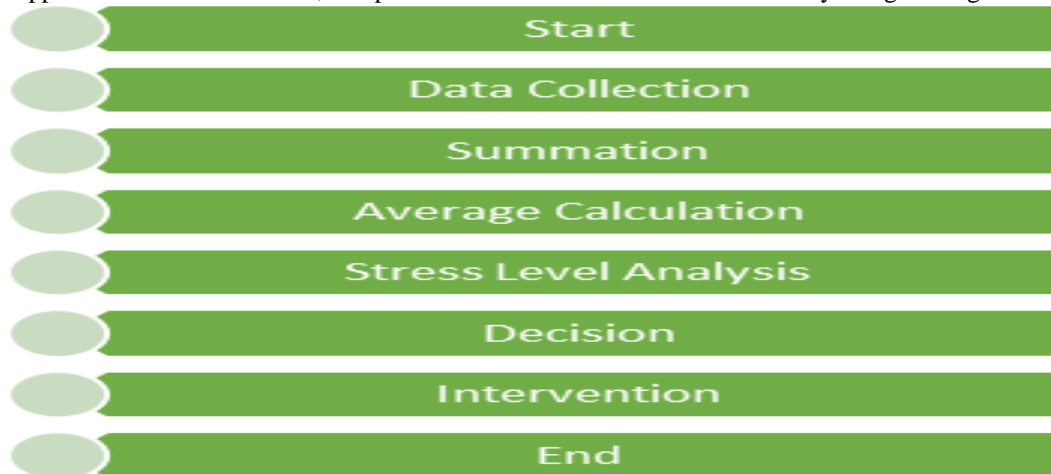 Start
Data Collection
Summation
Average Calculation
Stress Level Analysis
Decision
Intervention
End